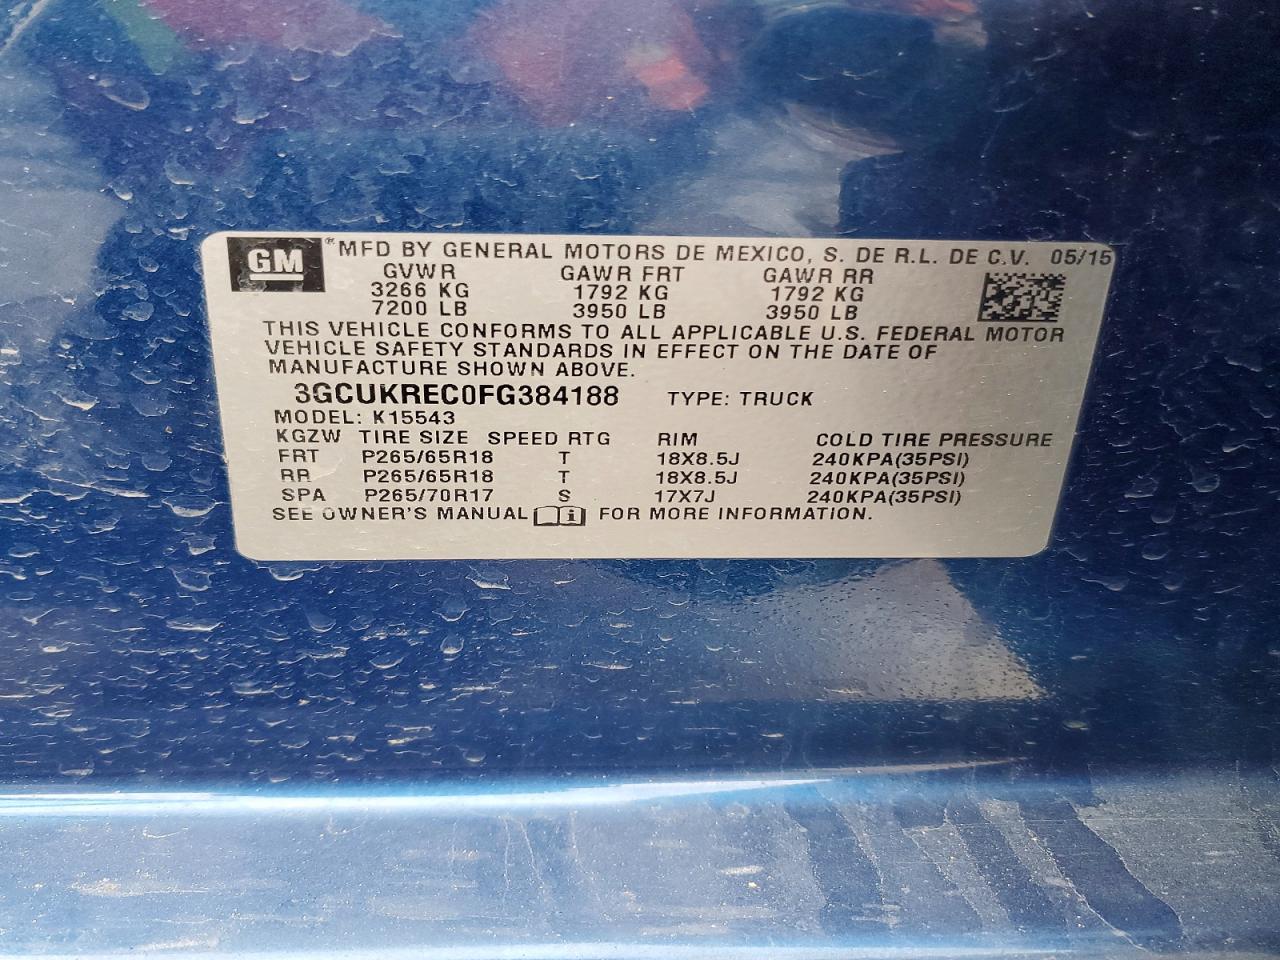 GM ® MFD BY GENERAL MOTORS DE MEXICO, S. DE R.L. DE C.V. 05/15
GVWR GAWR FRT GAWR RR
3266 KG 1792 KG 1792 KG
7200 LB 3950 LB 3950 LB
THIS VEHICLE CONFORMS TO ALL APPLICABLE U.S. FEDERAL MOTOR
VEHICLE SAFETY STANDARDS IN EFFECT ON THE DATE OF
MANUFACTURE SHOWN ABOVE.
3GCUKREC0FG384188 TYPE: TRUCK
MODEL: K15543
KGZW TIRE SIZE SPEED RTG RIM COLD TIRE PRESSURE
FRT P265/65R18 T 18X8.5J 240KPA(35PSI)
RR P265/65R18 T 18X8.5J 240KPA(35PSI)
SPA P265/70R17 S 17X7J 240KPA(35PSI)
SEE OWNER'S MANUAL i FOR MORE INFORMATION.